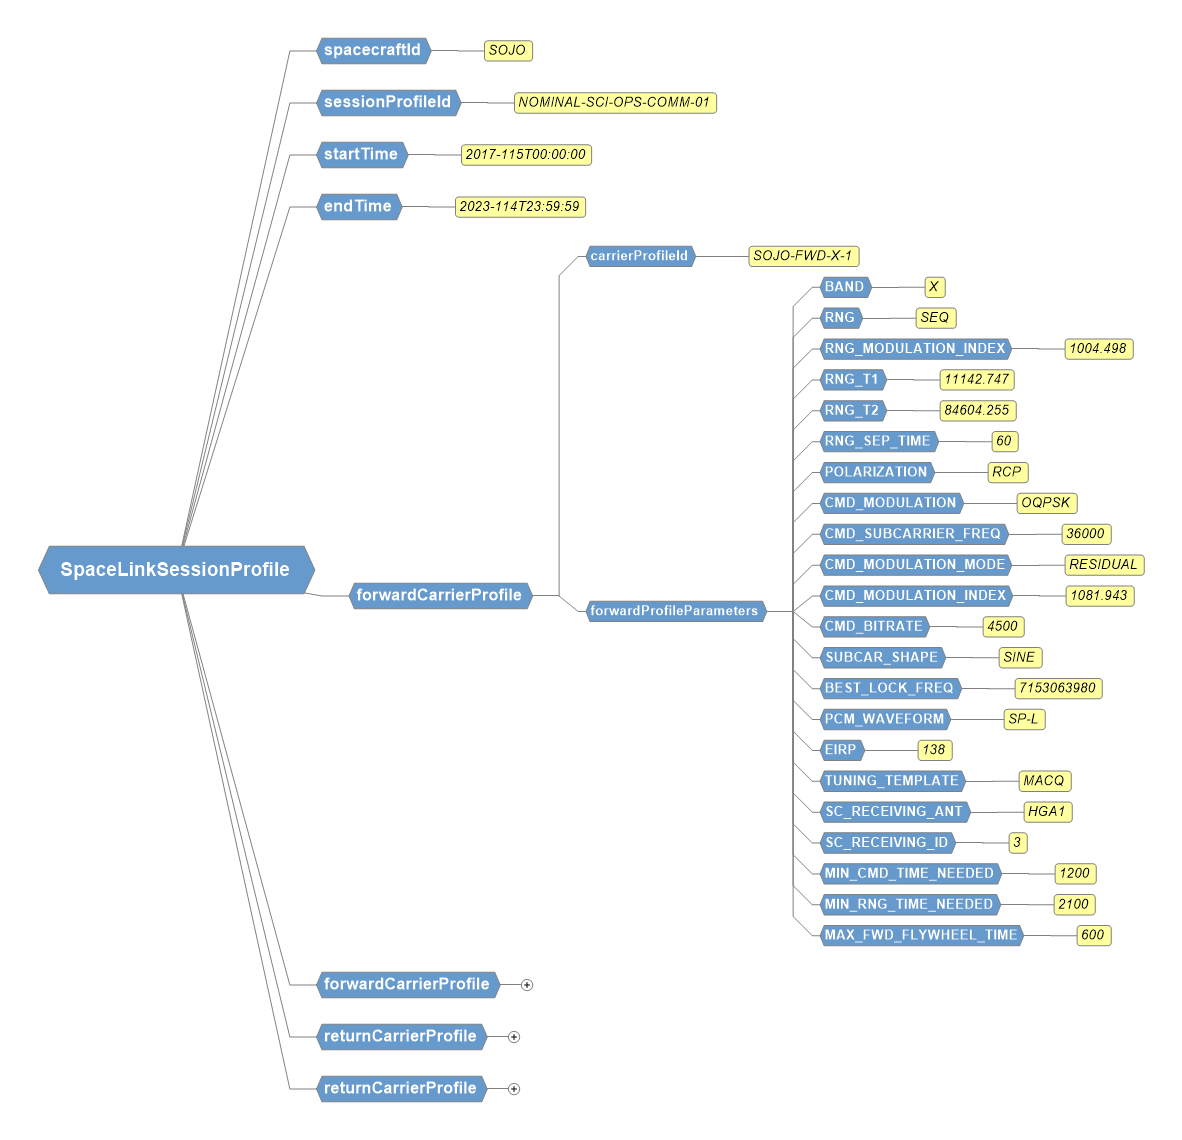 spacecraftId
SOJO
sessionProfileId
NOMINAL-SCI-OPS-COMM-01
startTime
2017-115T00:00:00
endTime
2023-114T23:59:59
SpaceLinkSessionProfile
forwardCarrierProfile
carrierProfileId
SOJO-FWD-X-1
forwardProfileParameters
BAND
X
RNG
SEQ
RNG_MODULATION_INDEX
1004.498
RNG_T1
11142.747
RNG_T2
84604.255
RNG_SEP_TIME
60
POLARIZATION
RCP
CMD_MODULATION
OQPSK
CMD_SUBCARRIER_FREQ
36000
CMD_MODULATION_MODE
RESIDUAL
CMD_MODULATION_INDEX
1081.943
CMD_BITRATE
4500
SUBCAR_SHAPE
SINE
BEST_LOCK_FREQ
7153063980
PCM_WAVEFORM
SP-L
EIRP
138
TUNING_TEMPLATE
MACQ
SC_RECEIVING_ANT
HGA1
SC_RECEIVING_ID
3
MIN_CMD_TIME_NEEDED
1200
MIN_RNG_TIME_NEEDED
2100
MAX_FWD_FLYWHEEL_TIME
600
forwardCarrierProfile
returnCarrierProfile
returnCarrierProfile